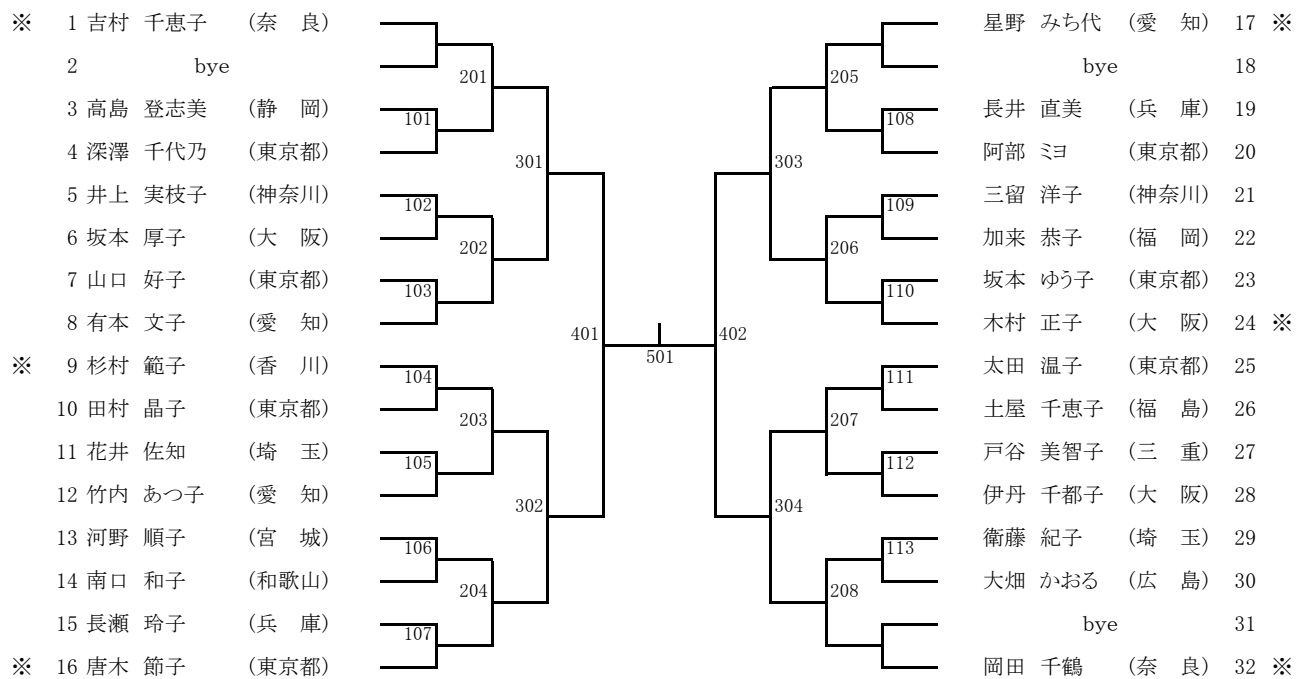 ※ 1 吉村 千恵子 (奈 良)
2 bye
3 高島 登志美 (静 岡)
4 深澤 千代乃 (東京都)
5 井上 実枝子 (神奈川)
6 坂本 厚子 (大 阪)
7 山口 好子 (東京都)
8 有本 文子 (愛 知)
※ 9 杉村 範子 (香 川)
10 田村 晶子 (東京都)
11 花井 佐知 (埼 玉)
12 竹内 あつ子 (愛 知)
13 河野 順子 (宮 城)
14 南口 和子 (和歌山)
15 長瀬 玲子 (兵 庫)
※ 16 唐木 節子 (東京都)
101
102
103
104
105
106
107
201
202
203
204
301
302
401
501
402
303
304
205
206
207
208
108
109
110
111
112
113
星野 みち代 (愛 知) 17 ※
bye 18
長井 直美 (兵 庫) 19
阿部 ミヨ (東京都) 20
三留 洋子 (神奈川) 21
加来 恭子 (福 岡) 22
坂本 ゆう子 (東京都) 23
木村 正子 (大 阪) 24 ※
太田 温子 (東京都) 25
土屋 千恵子 (福 島) 26
戸谷 美智子 (三 重) 27
伊丹 千都子 (大 阪) 28
衛藤 紀子 (埼 玉) 29
大畑 かおる (広 島) 30
bye 31
岡田 千鶴 (奈 良) 32 ※